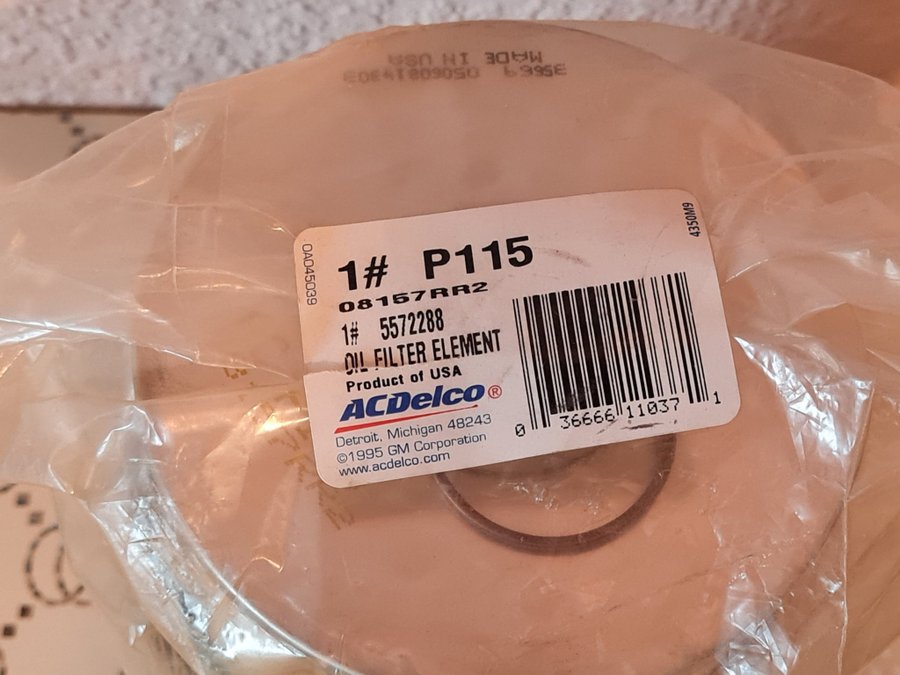 MADE IN USA
35669
0A045039
4350M9
1# P115
08157RR2
1# 5572288
OIL FILTER ELEMENT
Product of USA
ACDelco®
Detroit, Michigan 48243
©1995 GM Corporation
www.acdelco.com
0 36666 11037 1